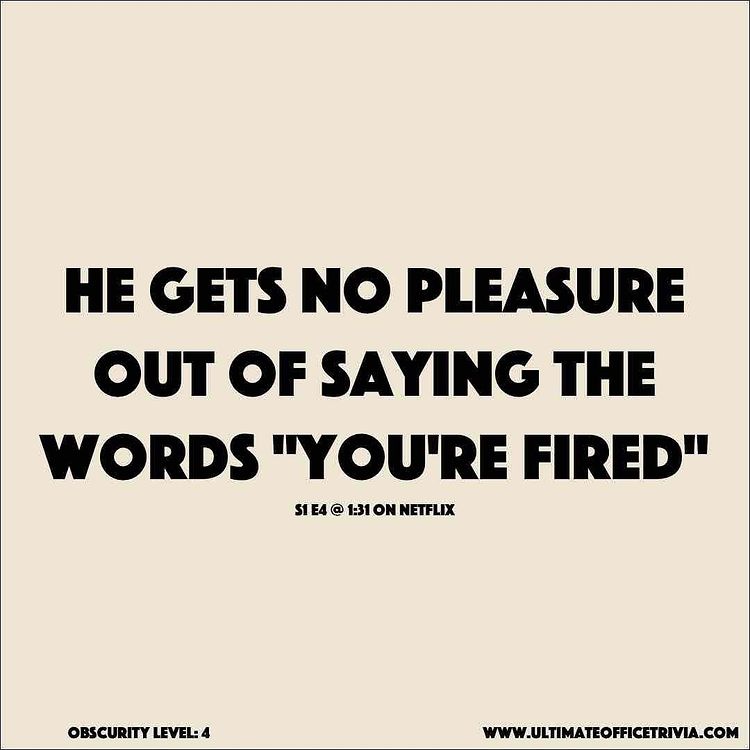 HE GETS NO PLEASURE
OUT OF SAYING THE
WORDS "YOU'RE FIRED"
S1 E4 @ 1:31 ON NETFLIX
OBSCURITY LEVEL: 4
WWW.ULTIMATEOFFICETRIVIA.COM